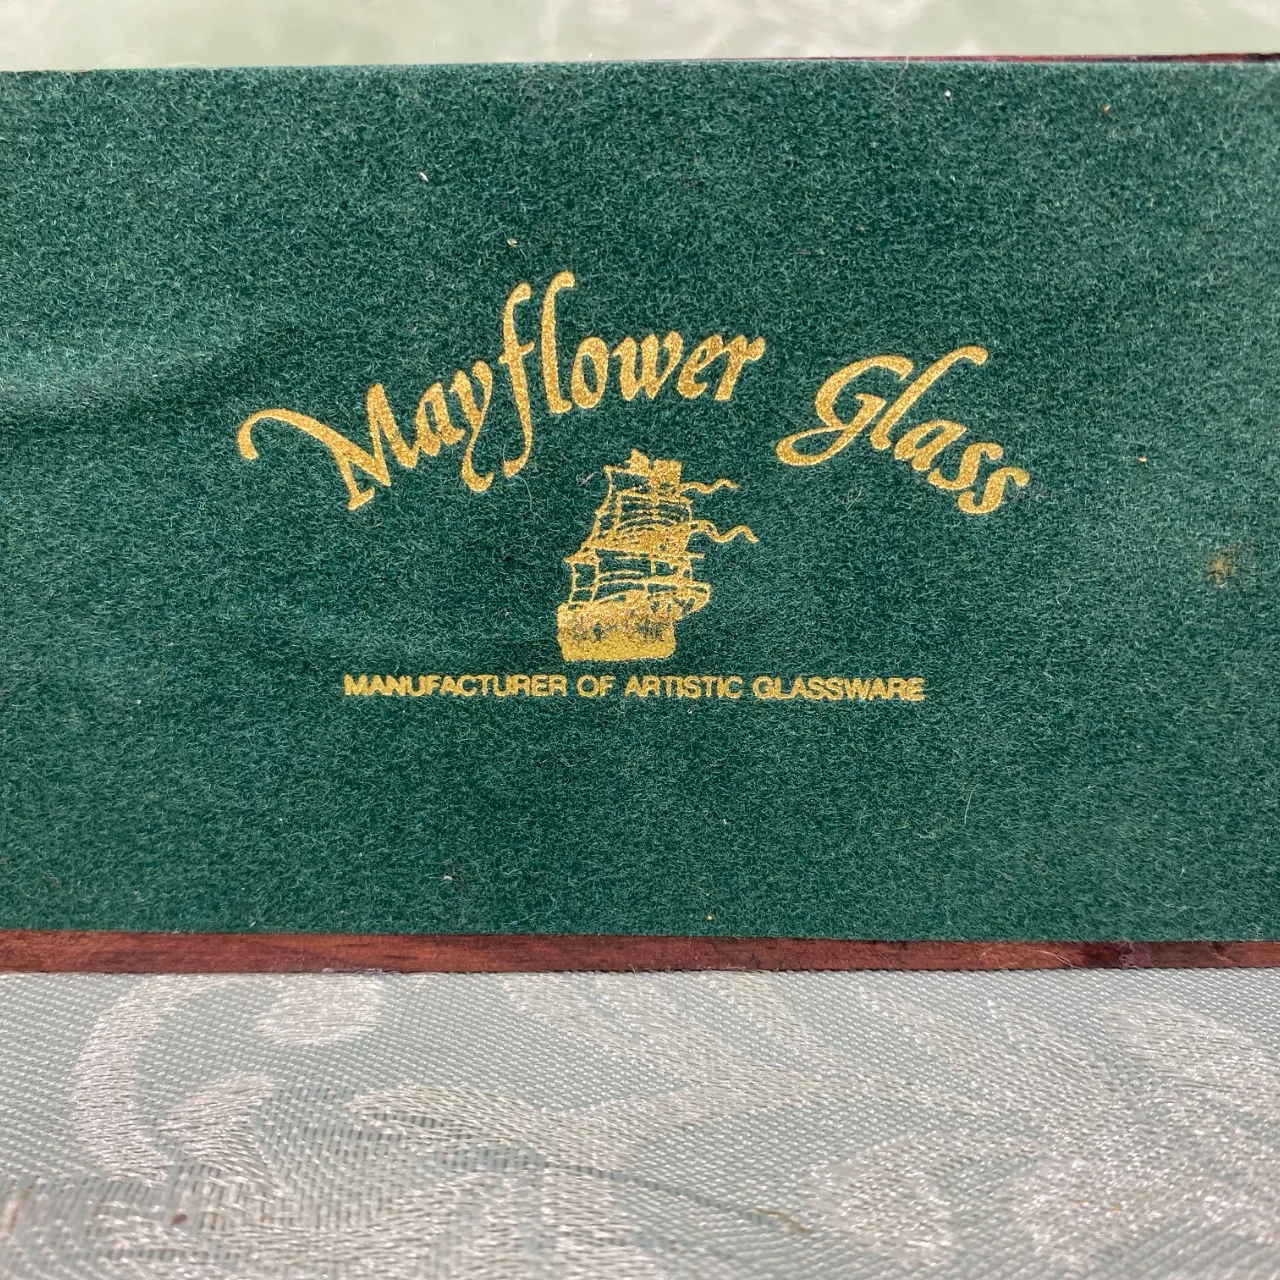 Mayflower Glass
MANUFACTURER OF ARTISTIC GLASSWARE